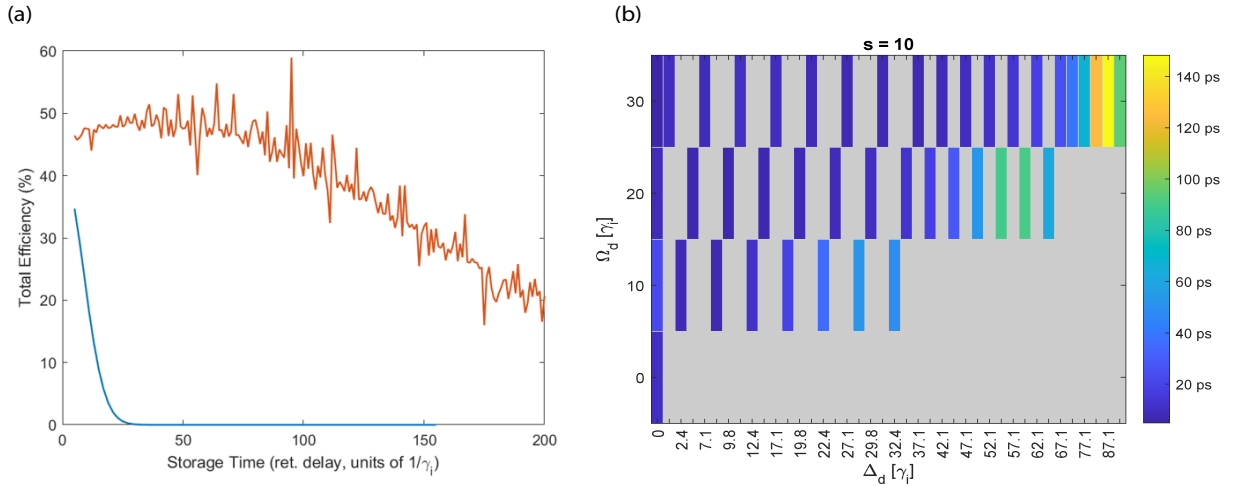 (a)
60
50
40
30
20
10
0
Total Efficiency (%)
0
50
100
150
200
Storage Time (ret. delay, units of 1/γi)
(b)
s = 10
30
20
10
0
Ωd [γi]
0
2.4
7.1
9.8
12.4
17.1
19.8
22.4
27.1
29.8
32.4
37.1
42.1
47.1
52.1
57.1
62.1
67.1
77.1
87.1
Δd [γi]
140 ps
120 ps
100 ps
80 ps
60 ps
40 ps
20 ps